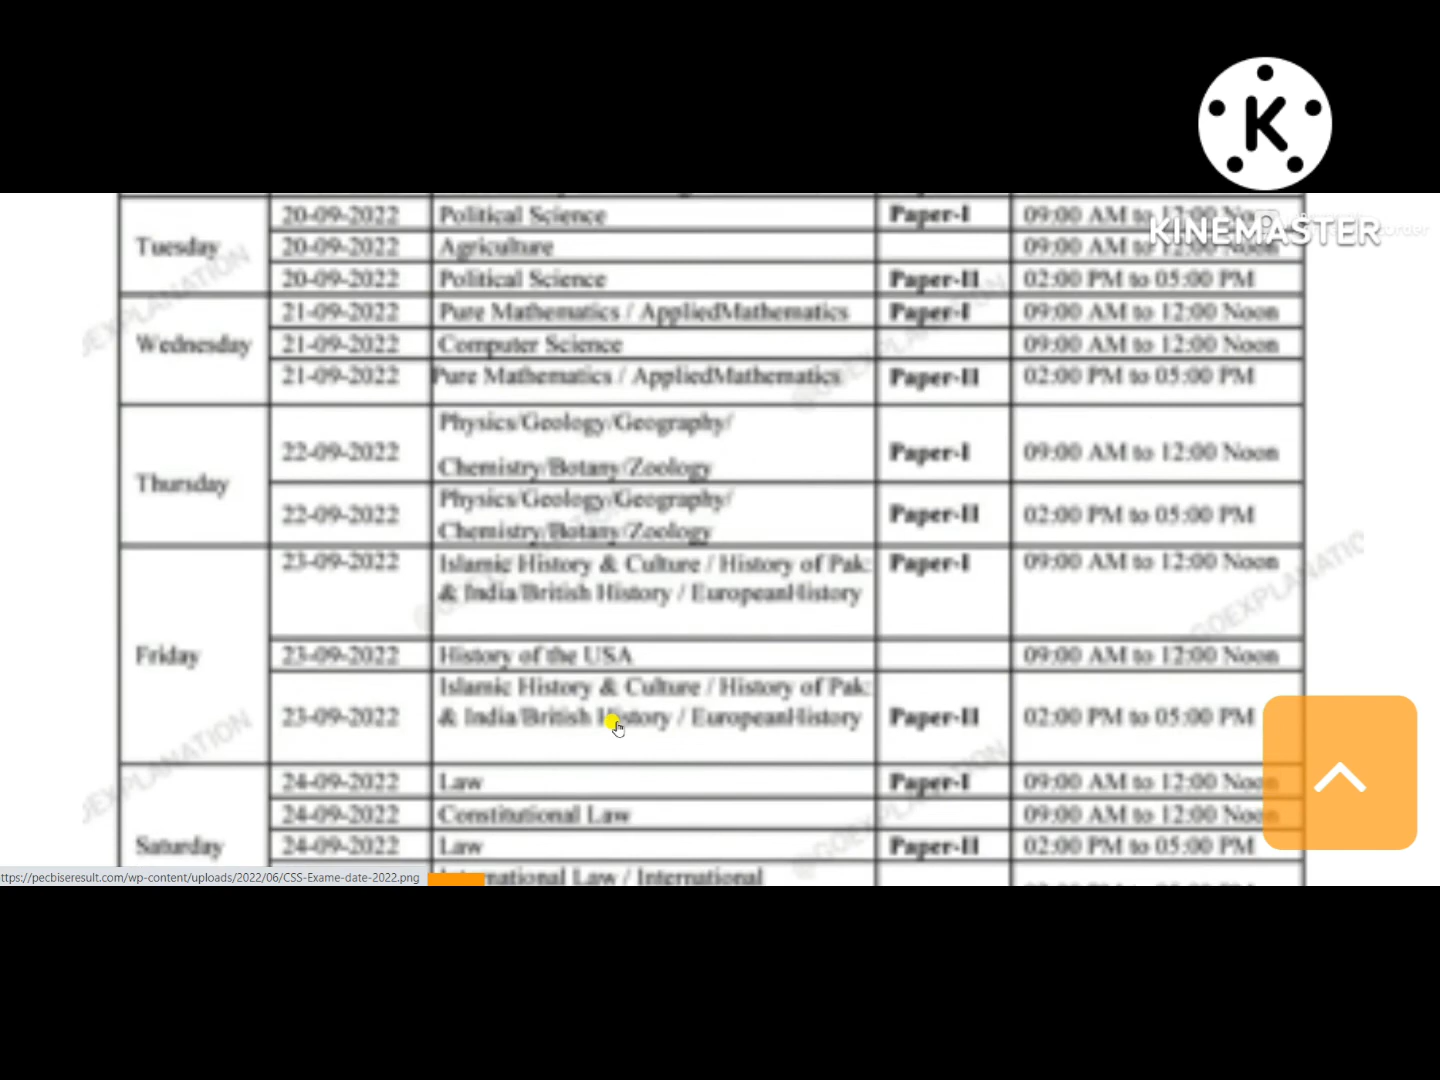 K
KINEMASTER
20-09-2022 Political Science Paper-I 09:00 AM to 12:00 Noon
Tuesday 20-09-2022 Agriculture 09:00 AM to 12:00 Noon
20-09-2022 Political Science Paper-II 02:00 PM to 05:00 PM
21-09-2022 Pure Mathematics / AppliedMathematics Paper-I 09:00 AM to 12:00 Noon
Wednesday 21-09-2022 Computer Science 09:00 AM to 12:00 Noon
21-09-2022 Pure Mathematics / AppliedMathematics Paper-II 02:00 PM to 05:00 PM
Physics/Geology/Geography/
22-09-2022 Paper-I 09:00 AM to 12:00 Noon
Chemistry/Botany/Zoology
Thursday
Physics/Geology/Geography/
22-09-2022 Paper-II 02:00 PM to 05:00 PM
Chemistry/Botany/Zoology
23-09-2022 Islamic History & Culture / History of Pak: Paper-I 09:00 AM to 12:00 Noon
& India/British History / EuropeanHistory
Friday 23-09-2022 History of the USA 09:00 AM to 12:00 Noon
Islamic History & Culture / History of Pak:
23-09-2022 & India/British History / EuropeanHistory Paper-II 02:00 PM to 05:00 PM
24-09-2022 Law Paper-I 09:00 AM to 12:00 Noon
24-09-2022 Constitutional Law 09:00 AM to 12:00 Noon
Saturday 24-09-2022 Law Paper-II 02:00 PM to 05:00 PM
Law / International
ttps://pecbiseresult.com/wp-content/uploads/2022/06/CSS-Exame-date-2022.png